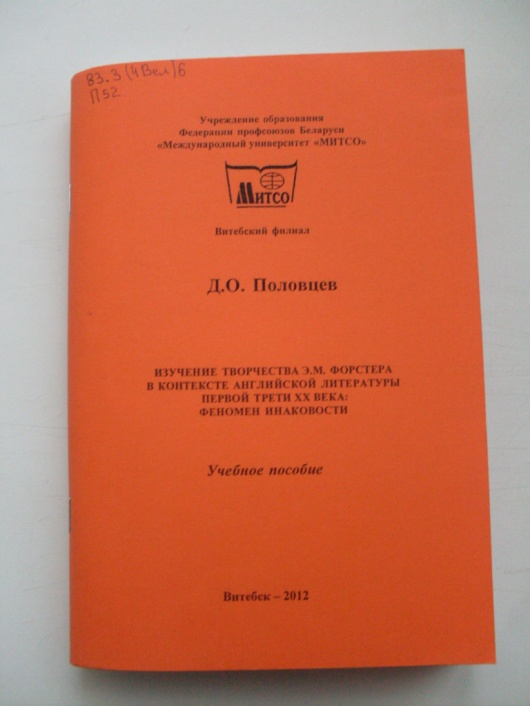 83.3(4Вел)6
П52
Учреждение образования
Федерации профсоюзов Беларуси
«Международный университет «МИТСО»
МИТСО
Витебский филиал
Д.О. Половцев
ИЗУЧЕНИЕ ТВОРЧЕСТВА Э.М. ФОРСТЕРА
В КОНТЕКСТЕ АНГЛИЙСКОЙ ЛИТЕРАТУРЫ
ПЕРВОЙ ТРЕТИ XX ВЕКА:
ФЕНОМЕН ИНАКОВОСТИ
Учебное пособие
Витебск – 2012